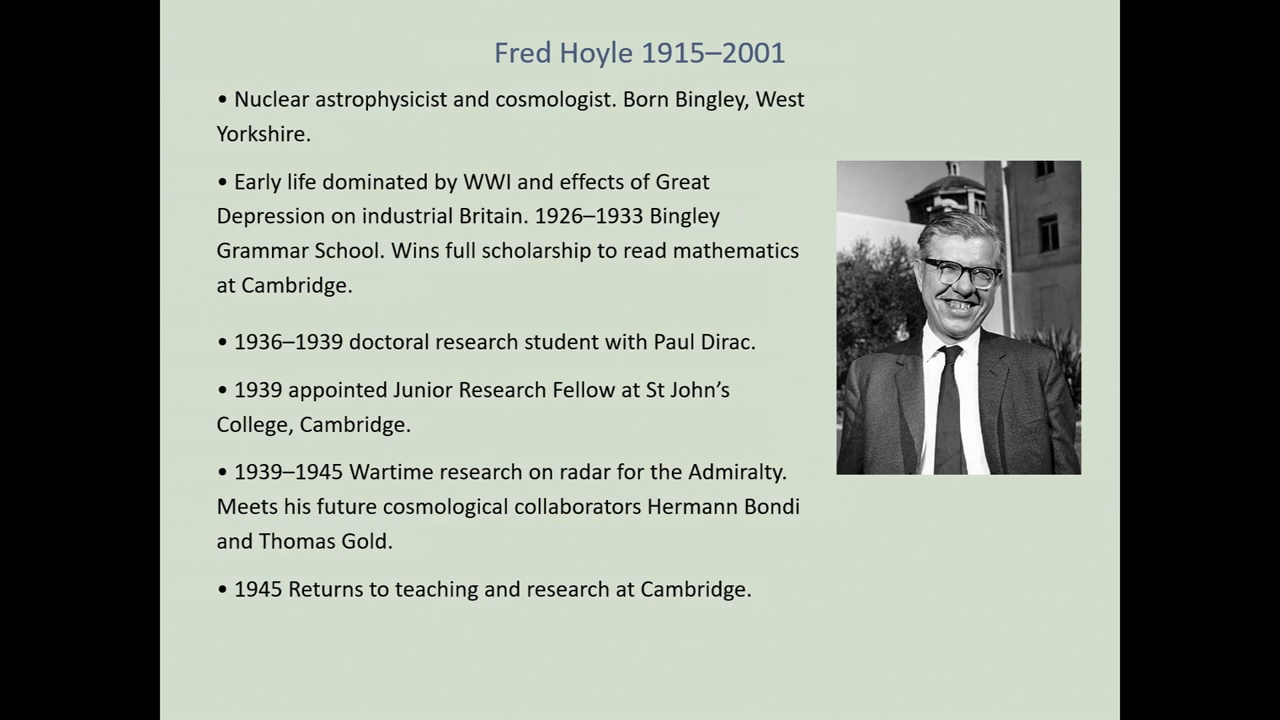 Fred Hoyle 1915–2001
• Nuclear astrophysicist and cosmologist. Born Bingley, West
Yorkshire.
• Early life dominated by WWI and effects of Great
Depression on industrial Britain. 1926–1933 Bingley
Grammar School. Wins full scholarship to read mathematics
at Cambridge.
• 1936–1939 doctoral research student with Paul Dirac.
• 1939 appointed Junior Research Fellow at St John’s
College, Cambridge.
• 1939–1945 Wartime research on radar for the Admiralty.
Meets his future cosmological collaborators Hermann Bondi
and Thomas Gold.
• 1945 Returns to teaching and research at Cambridge.